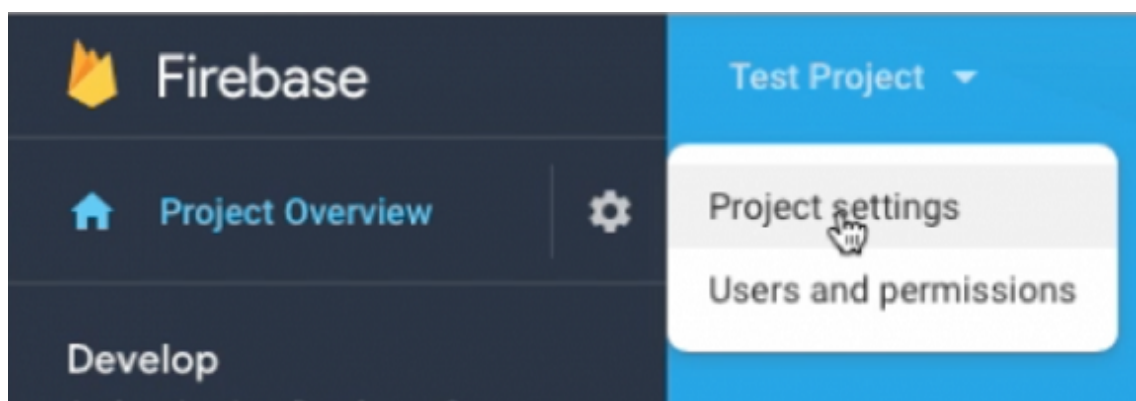 Firebase
Test Project
Project Overview
Project settings
Users and permissions
Develop